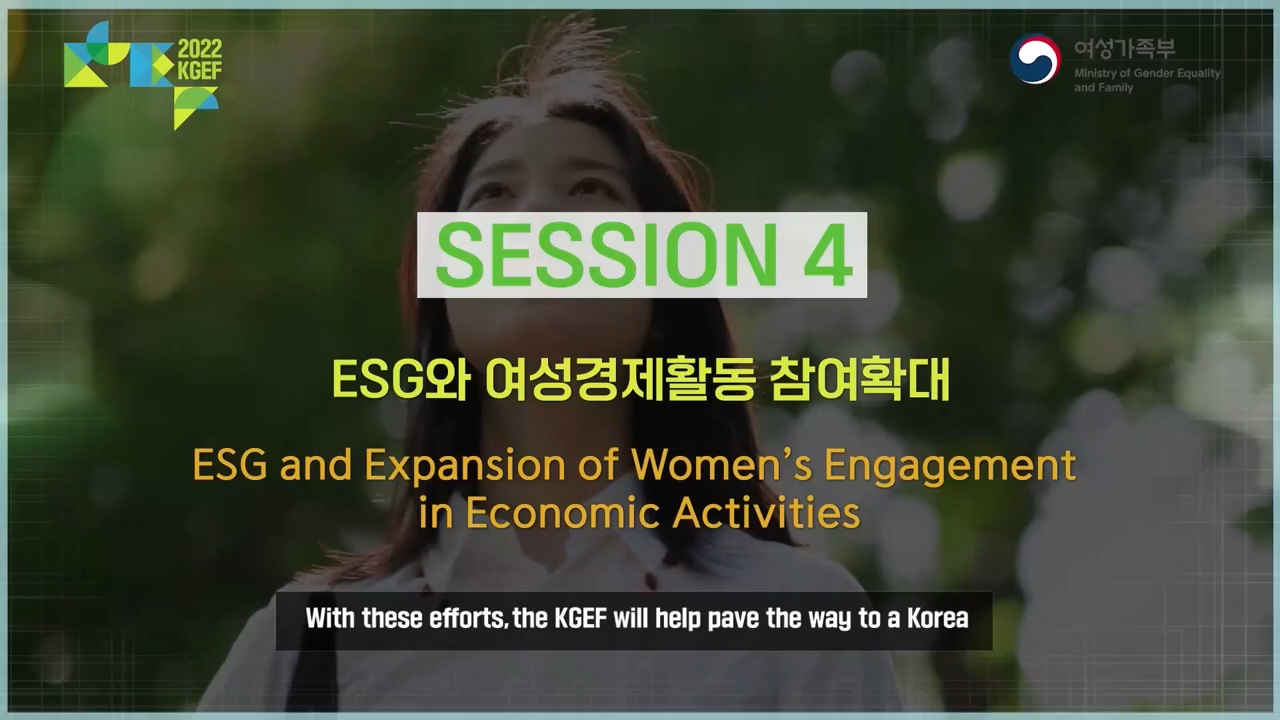 2022
KGEF
여성가족부
Ministry of Gender Equality
and Family
SESSION 4
ESG와 여성경제활동 참여확대
ESG and Expansion of Women's Engagement
in Economic Activities
With these efforts, the KGEF will help pave the way to a Korea